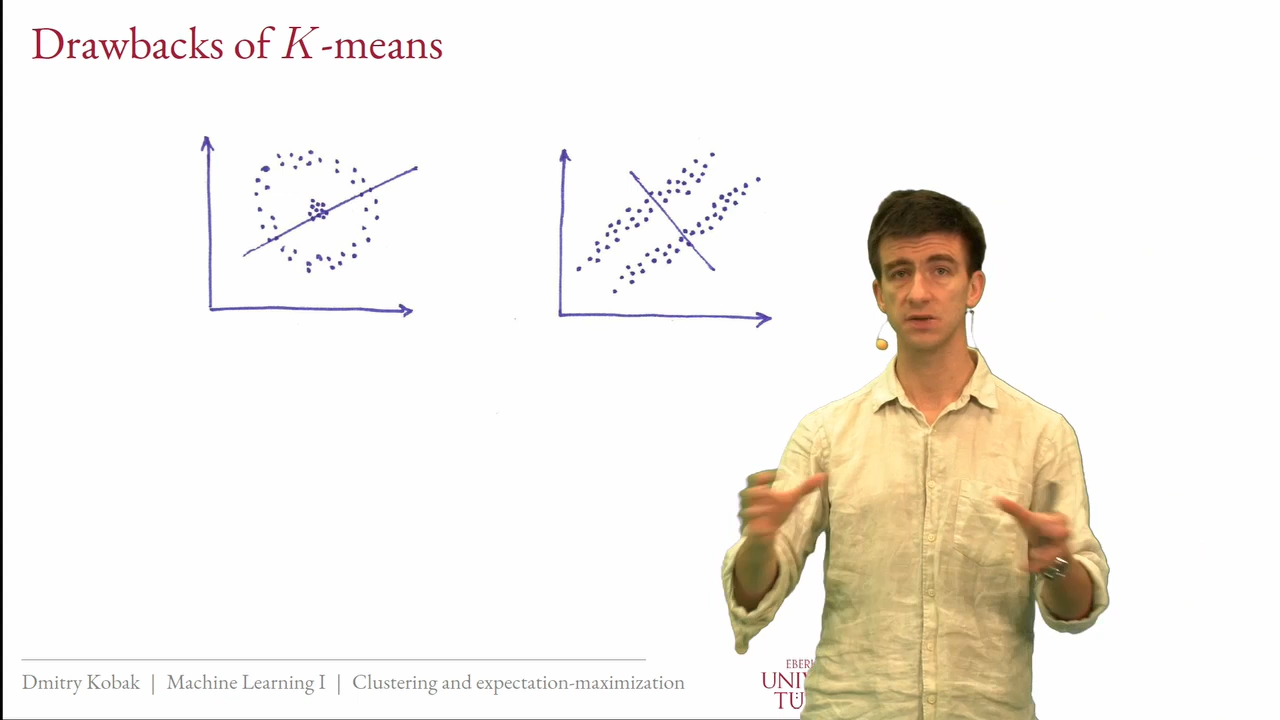 Drawbacks of K-means
Dmitry Kobak | Machine Learning I | Clustering and expectation-maximization